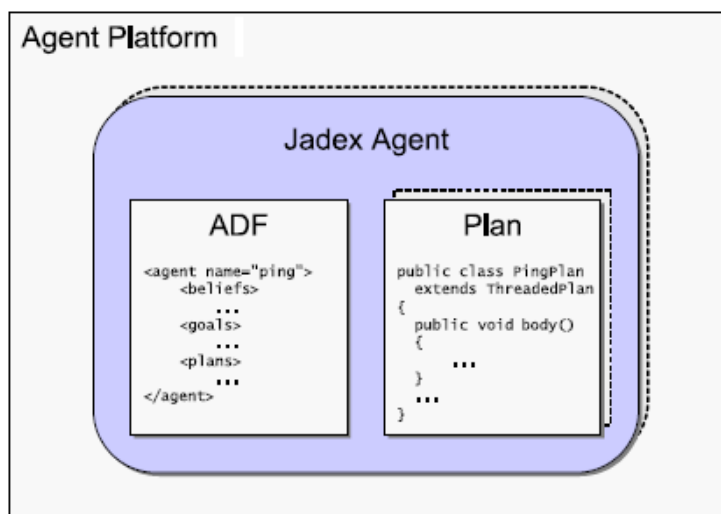 Agent Platform
Jadex Agent
ADF
<agent name="ping">
<beliefs>
...
<goals>
...
<plans>
...
</agent>
Plan
public class PingPlan
extends ThreadedPlan
{
public void body()
{
...
}
...
}